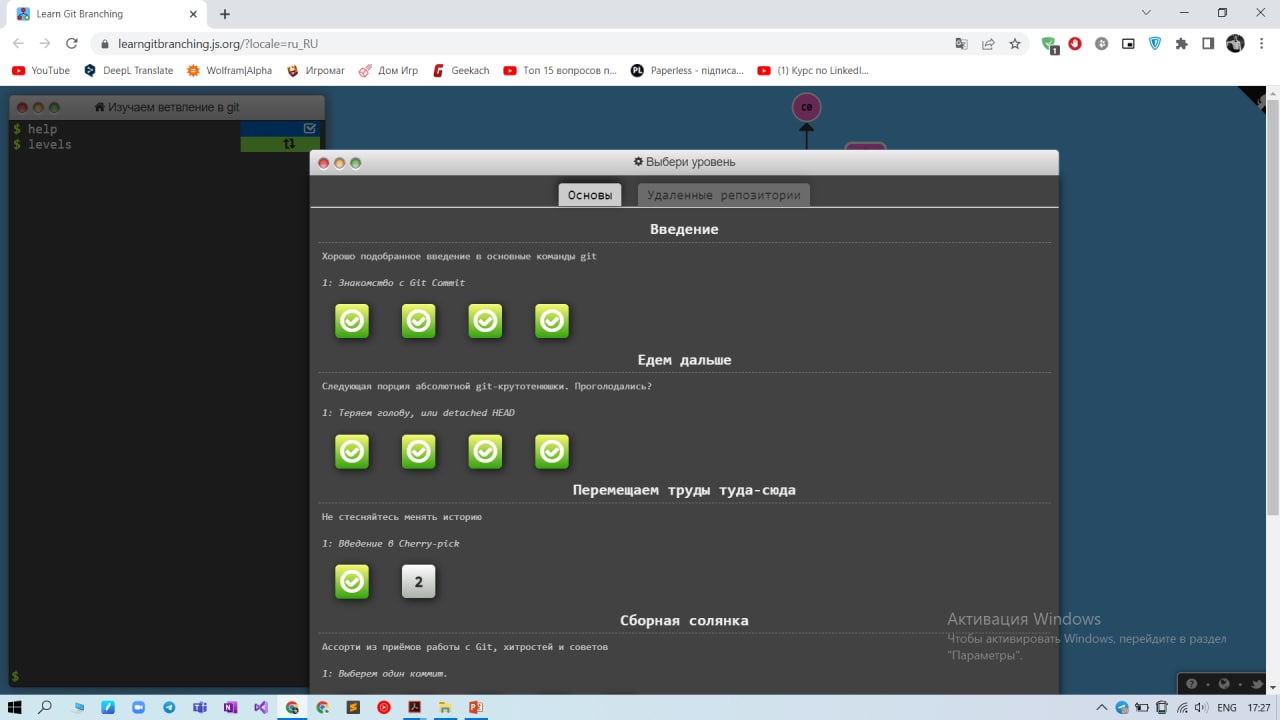 Learn Git Branching
learngitbranching.js.org/?locale=ru_RU
1
YouTube
DeepL Translate
Wolfram|Alpha
Игромаг
Дом Игр
Geekach
Топ 15 вопросов п...
PL
Paperless - підписа...
(1) Курс по LinkedI...
Изучаем ветвление в git
$ help
$ levels
C0
Выбери уровень
Основы
Удаленные репозитории
Введение
Хорошо подобранное введение в основные команды git
1: Знакомство с Git Commit
Едем дальше
Следующая порция абсолютной git-крутотенюшки. Проголодались?
1: Теряем голову, или detached HEAD
Перемещаем труды туда-сюда
Не стесняйтесь менять историю
1: Введение в Cherry-pick
2
Сборная солянка
Ассорти из приёмов работы с Git, хитростей и советов
1: Выберем один коммит.
$
Активация Windows
Чтобы активировать Windows, перейдите в раздел
"Параметры".
ENG
17:27